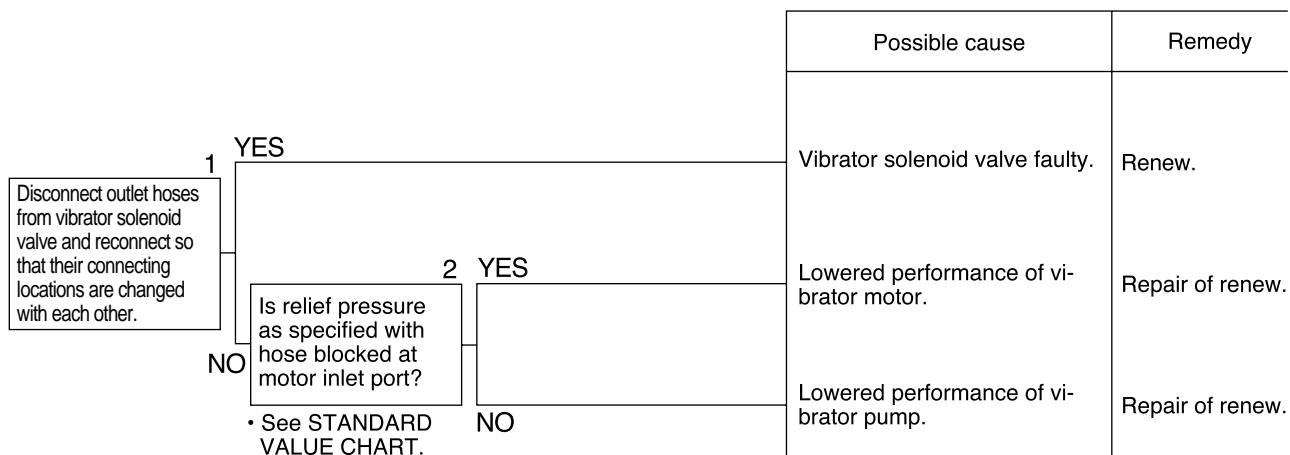 Possible cause
Remedy
YES
1
Disconnect outlet hoses
from vibrator solenoid
valve and reconnect so
that their connecting
locations are changed
with each other.
Vibrator solenoid valve faulty.
Renew.
2
YES
NO
Is relief pressure
as specified with
hose blocked at
motor inlet port?
• See STANDARD
VALUE CHART.
Lowered performance of vi-
brator motor.
Repair of renew.
NO
Lowered performance of vi-
brator pump.
Repair of renew.